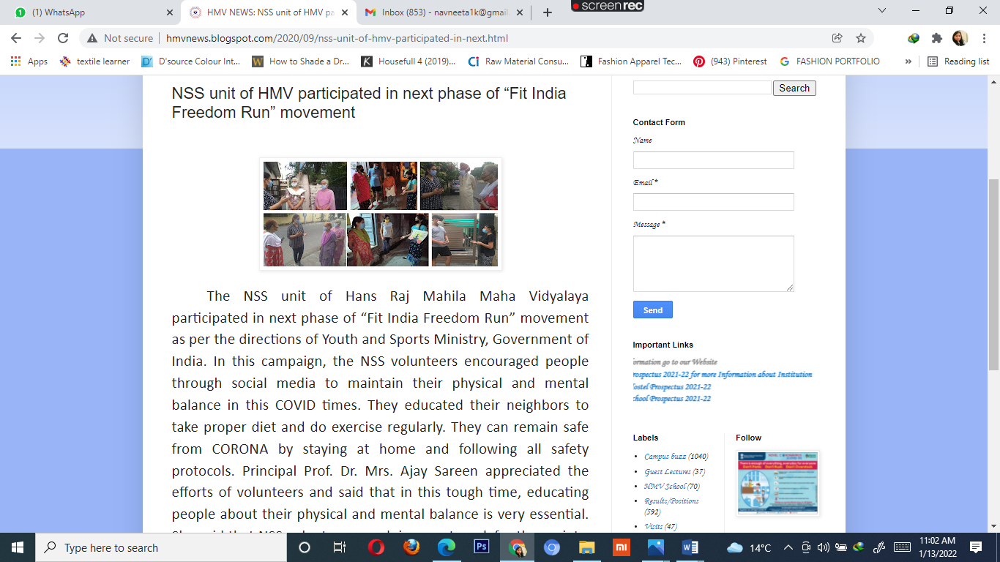 (1) WhatsApp
HMV NEWS: NSS unit of HMV pa
Inbox (853) - navneeta1k@gmail
screenrec
Not secure
hmvnews.blogspot.com/2020/09/nss-unit-of-hmv-participated-in-next.html
Apps
textile learner
D'source Colour Int...
How to Shade a Dr...
Housefull 4 (2019)...
Raw Material Consu...
Fashion Apparel Tec...
(943) Pinterest
FASHION PORTFOLIO
»
Reading list
NSS unit of HMV participated in next phase of “Fit India
Freedom Run” movement
The NSS unit of Hans Raj Mahila Maha Vidyalaya
participated in next phase of “Fit India Freedom Run” movement
as per the directions of Youth and Sports Ministry, Government of
India. In this campaign, the NSS volunteers encouraged people
through social media to maintain their physical and mental
balance in this COVID times. They educated their neighbors to
take proper diet and do exercise regularly. They can remain safe
from CORONA by staying at home and following all safety
protocols. Principal Prof. Dr. Mrs. Ajay Sareen appreciated the
efforts of volunteers and said that in this tough time, educating
people about their physical and mental balance is very essential.
Search
Contact Form
Name
Email *
Message *
Send
Important Links
ormation go to our Website
rospectus 2021-22 for more Information about Institution
ostel Prospectus 2021-22
chool Prospectus 2021-22
Labels
Campus buzz (1040)
Guest Lectures (37)
HMV School (70)
Results/Positions
(592)
Visits (47)
Follow
Don't Panic Don't Rush Don't Overstock
Type here to search
Ps
mi
14°C
11:02 AM
1/13/2022